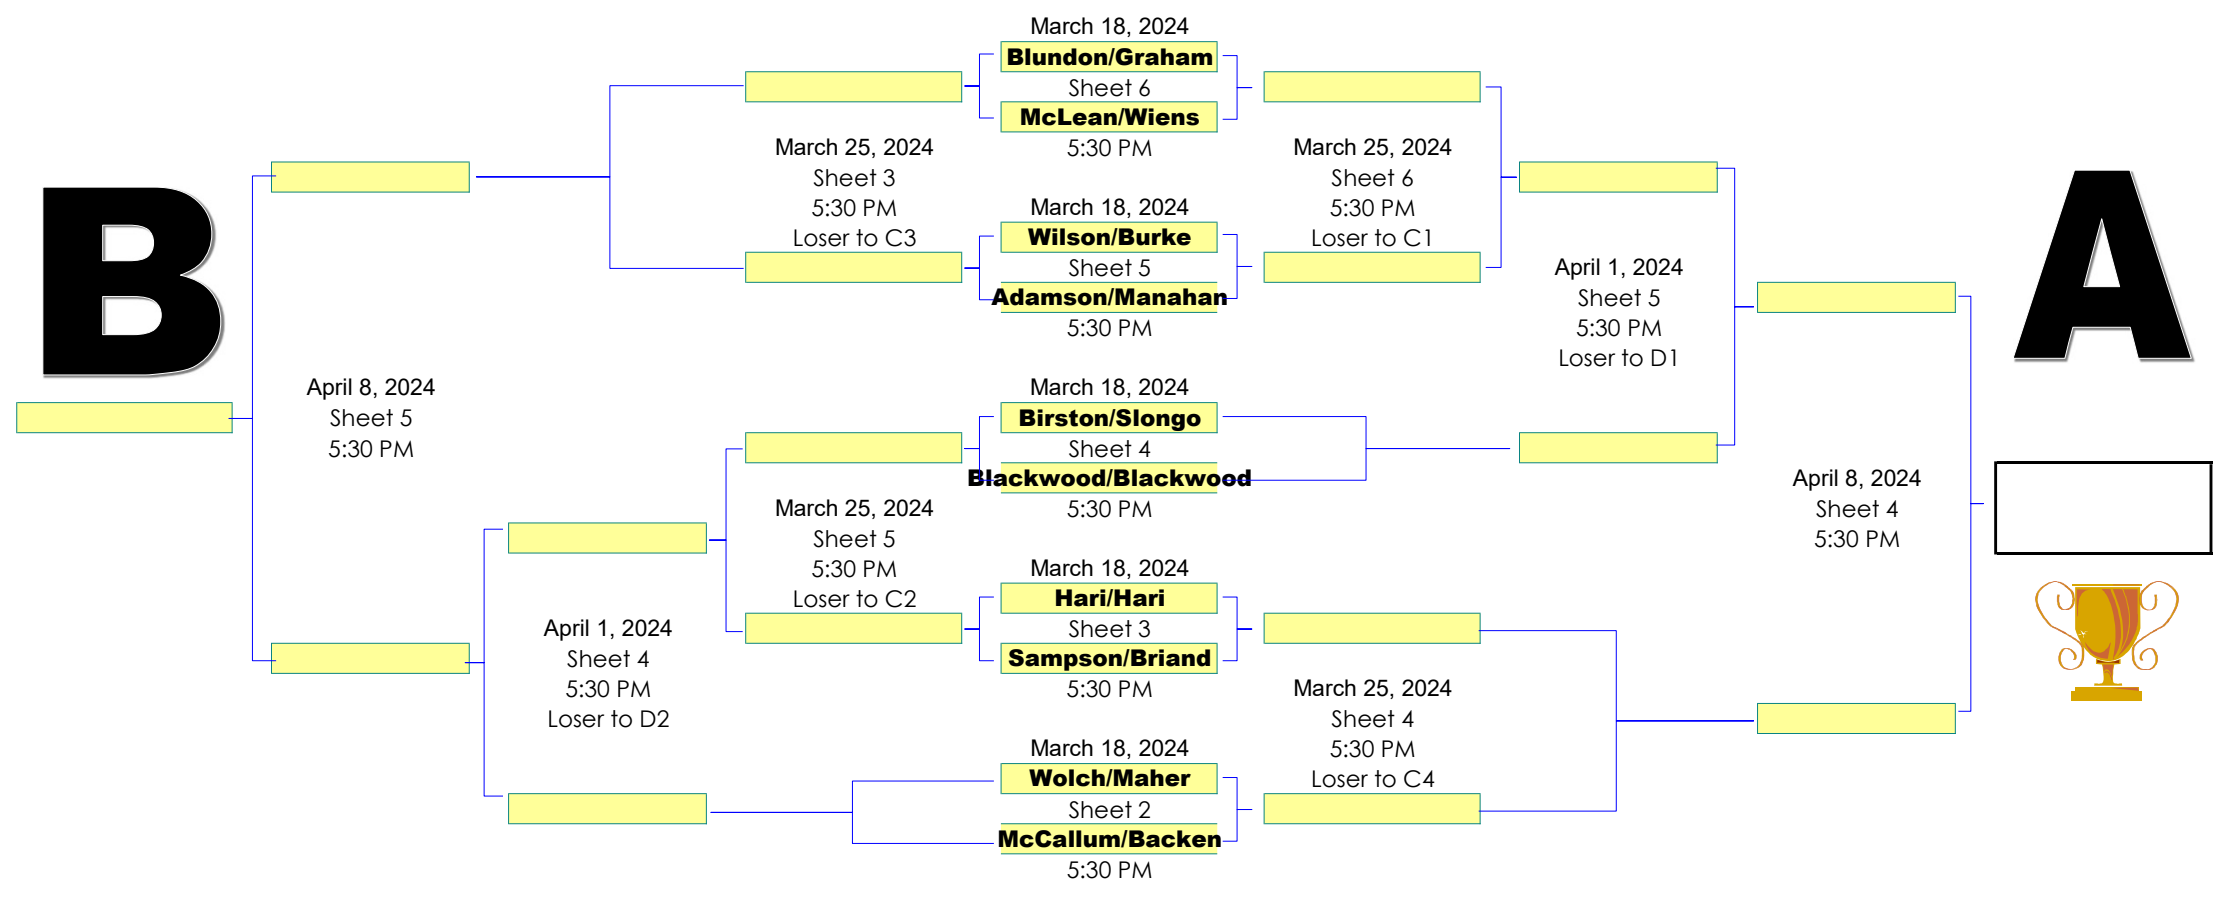 B
A
March 18, 2024
Blundon/Graham
Sheet 6
McLean/Wiens
5:30 PM
March 25, 2024
Sheet 3
5:30 PM
Loser to C3
March 25, 2024
Sheet 6
5:30 PM
Loser to C1
March 18, 2024
Wilson/Burke
Sheet 5
Adamson/Manahan
5:30 PM
April 1, 2024
Sheet 5
5:30 PM
Loser to D1
April 8, 2024
Sheet 5
5:30 PM
March 18, 2024
Birston/Slongo
Sheet 4
Blackwood/Blackwood
5:30 PM
April 8, 2024
Sheet 4
5:30 PM
March 25, 2024
Sheet 5
5:30 PM
Loser to C2
March 18, 2024
Hari/Hari
Sheet 3
Sampson/Briand
5:30 PM
April 1, 2024
Sheet 4
5:30 PM
Loser to D2
March 25, 2024
Sheet 4
5:30 PM
Loser to C4
March 18, 2024
Wolch/Maher
Sheet 2
McCallum/Backen
5:30 PM